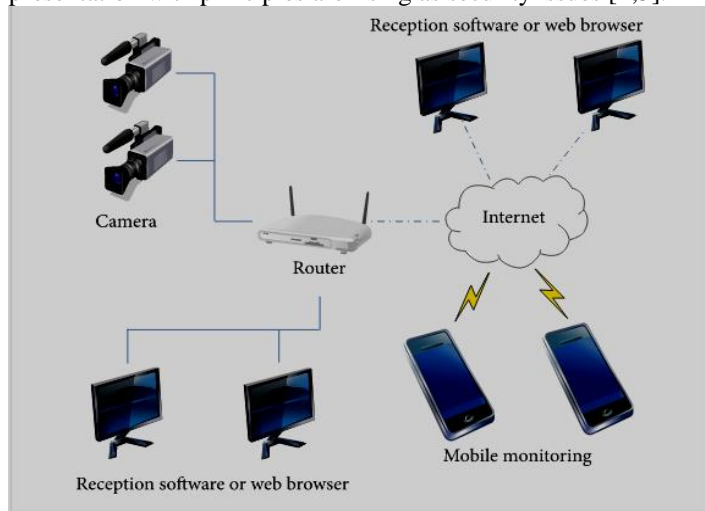 Reception software or web browser
Camera
Internet
Router
Mobile monitoring
Reception software or web browser